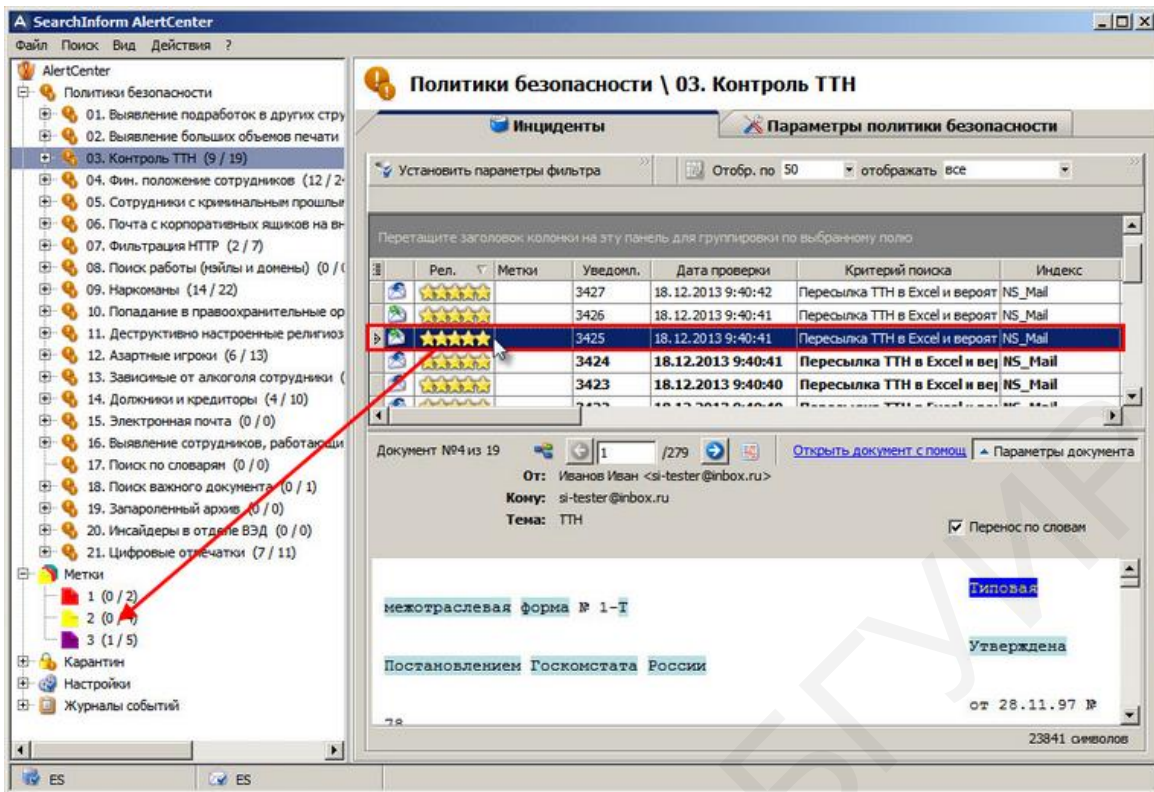 SearchInform AlertCenter
Файл Поиск Вид Действия ?
AlertCenter
Политики безопасности
01. Выявление подработок в других стру
02. Выявление больших объемов печати
03. Контроль ТТН (9 / 19)
04. Фин. положение сотрудников (12 / 2
05. Сотрудники с криминальным прошлым
06. Почта с корпоративных ящиков на вн
07. Фильтрация HTTP (2 / 7)
08. Поиск работы (мэйлы и домены) (0 / (
09. Наркоманы (14 / 22)
10. Попадание в правоохранительные ор
11. Деструктивно настроенные религиоз
12. Азартные игроки (6 / 13)
13. Зависимые от алкоголя сотрудники (
14. Должники и кредиторы (4 / 10)
15. Электронная почта (0 / 0)
16. Выявление сотрудников, работающи
17. Поиск по словарям (0 / 0)
18. Поиск важного документа (0 / 1)
19. Запароленный архив (0 / 0)
20. Инсайдеры в отделе ВЭД (0 / 0)
21. Цифровые отпечатки (7 / 11)
Метки
1 (0 / 2)
2 (0 /
3 (1 / 5)
Карантин
Настройки
Журналы событий
Политики безопасности \ 03. Контроль ТТН
Инциденты Параметры политики безопасности
Установить параметры фильтра Отобр. по 50 отображать все
Перетащите заголовок колонки на эту панель для группировки по выбранному полю
Рел. Метки Уведомл. Дата проверки Критерий поиска Индекс
3427 18.12.2013 9:40:42 Пересылка ТТН в Excel и вероят NS_Mail
3426 18.12.2013 9:40:41 Пересылка ТТН в Excel и вероят NS_Mail
3425 18.12.2013 9:40:41 Пересылка ТТН в Excel и вероят NS_Mail
3424 18.12.2013 9:40:41 Пересылка ТТН в Excel и вер NS_Mail
3423 18.12.2013 9:40:40 Пересылка ТТН в Excel и вер NS_Mail
Документ №4 из 19 1 /279 Открыть документ с помощ Параметры документа
От: Иванов Иван <si-tester@inbox.ru>
Кому: si-tester@inbox.ru
Тема: ТТН
Перенос по словам
Типовая
межотраслевая форма № 1-Т
Утверждена
Постановлением Госкомстата России
от 28.11.97 №
78
23841 символов
ES ES
БГУИР